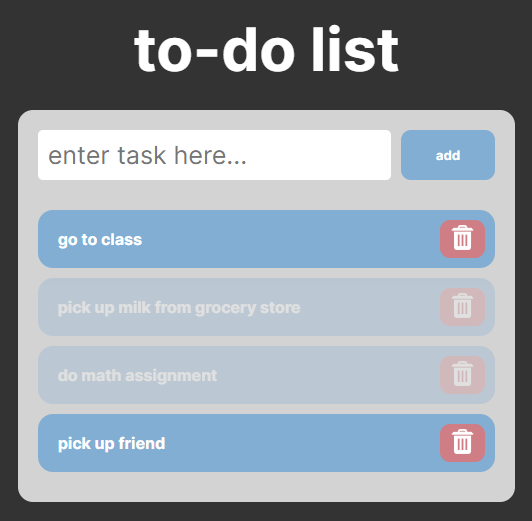 to-do list
enter task here...
add
go to class
pick up milk from grocery store
do math assignment
pick up friend